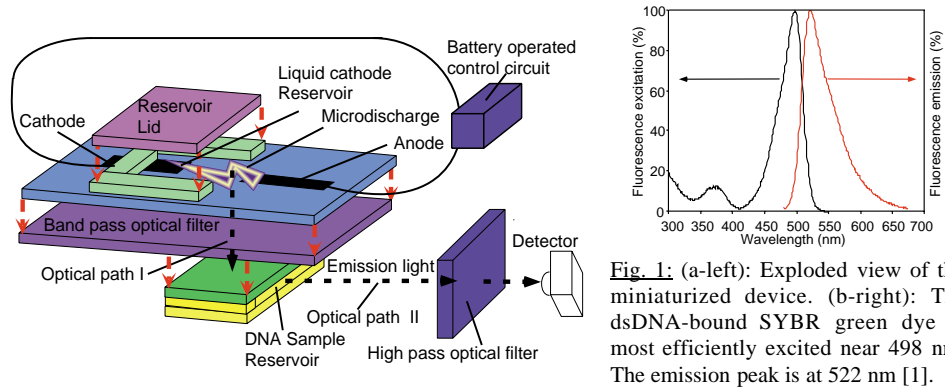 Battery operated
control circuit
Liquid cathode
Reservoir
Reservoir
Lid
Microdischarge
Cathode
Anode
Band pass optical filter
Optical path I
Emission light
Detector
Optical path II
DNA Sample
Reservoir
High pass optical filter
Fluorescence excitation (%)
100
80
60
40
20
0
300 350 400 450 500 550 600 650 700
Wavelength (nm)
Fluorescence emission (%)
Fig. 1: (a-left): Exploded view of
miniaturized device. (b-right):
dsDNA-bound SYBR green dye
most efficiently excited near 498
The emission peak is at 522 nm [1].